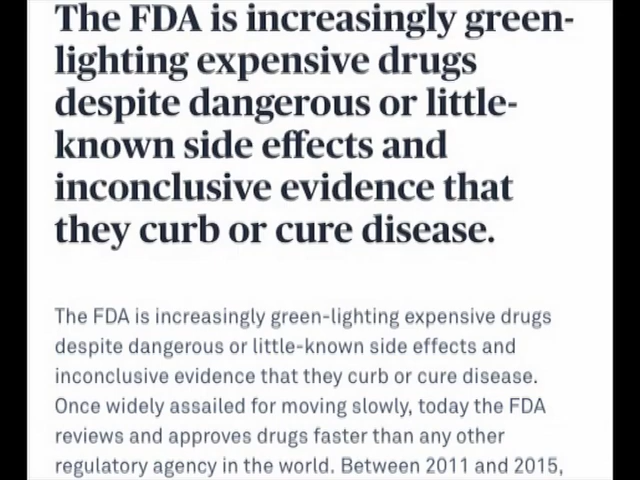 The FDA is increasingly green-
lighting expensive drugs
despite dangerous or little-
known side effects and
inconclusive evidence that
they curb or cure disease.
The FDA is increasingly green-lighting expensive drugs
despite dangerous or little-known side effects and
inconclusive evidence that they curb or cure disease.
Once widely assailed for moving slowly, today the FDA
reviews and approves drugs faster than any other
regulatory agency in the world. Between 2011 and 2015,